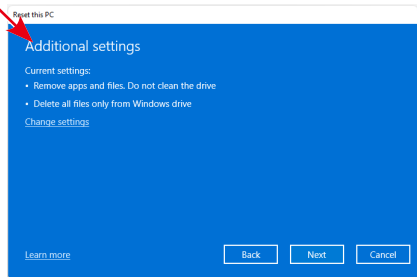 Reset this PC
Additional settings
Current settings:
• Remove apps and files. Do not clean the drive
• Delete all files only from Windows drive
Change settings
Learn more
Back
Next
Cancel